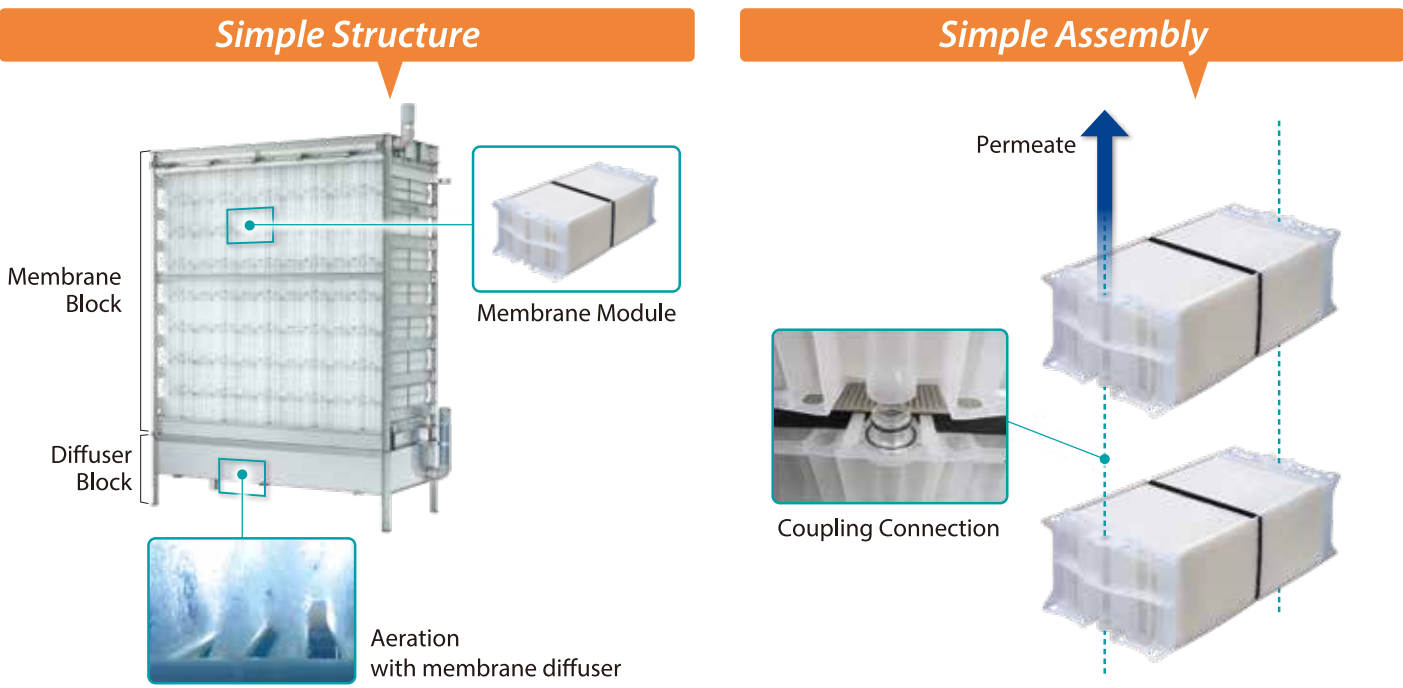 Simple Structure
Membrane
Block
Membrane Module
Diffuser
Block
Aeration
with membrane diffuser
Simple Assembly
Permeate
Coupling Connection